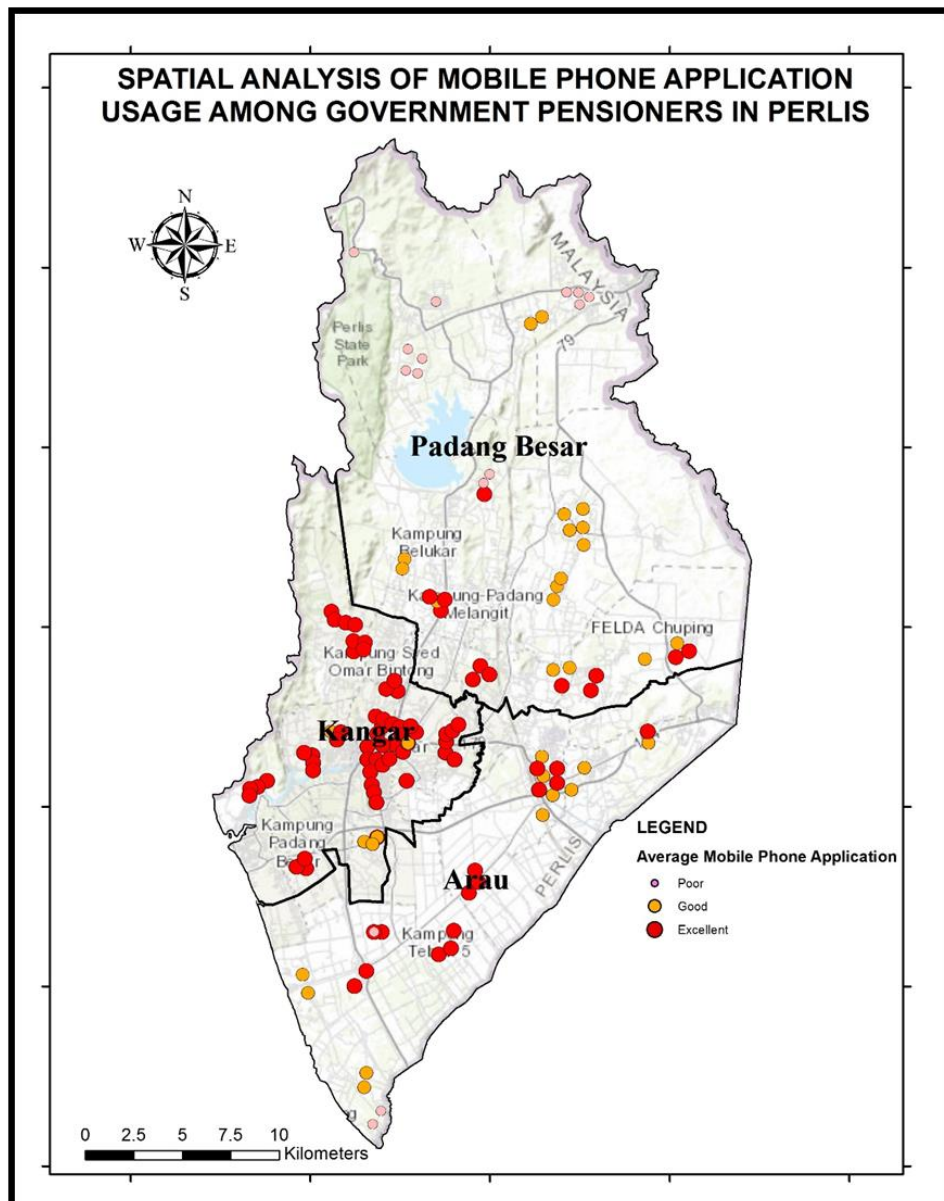 SPATIAL ANALYSIS OF MOBILE PHONE APPLICATION
USAGE AMONG GOVERNMENT PENSIONERS IN PERLIS
N
W E
S
MALAYSIA
Perlis
State
Park
79
Padang Besar
Kampung
Belukar
Kampung Padang
Melangit
FELDA Chuping
Kampung Syed
Omar Bintong
Kangar
Kampung
Padang
PERLIS
LEGEND
Average Mobile Phone Application
Poor
Good
Excellent
Arau
Kampung
5
0 2.5 5 7.5 10
Kilometers